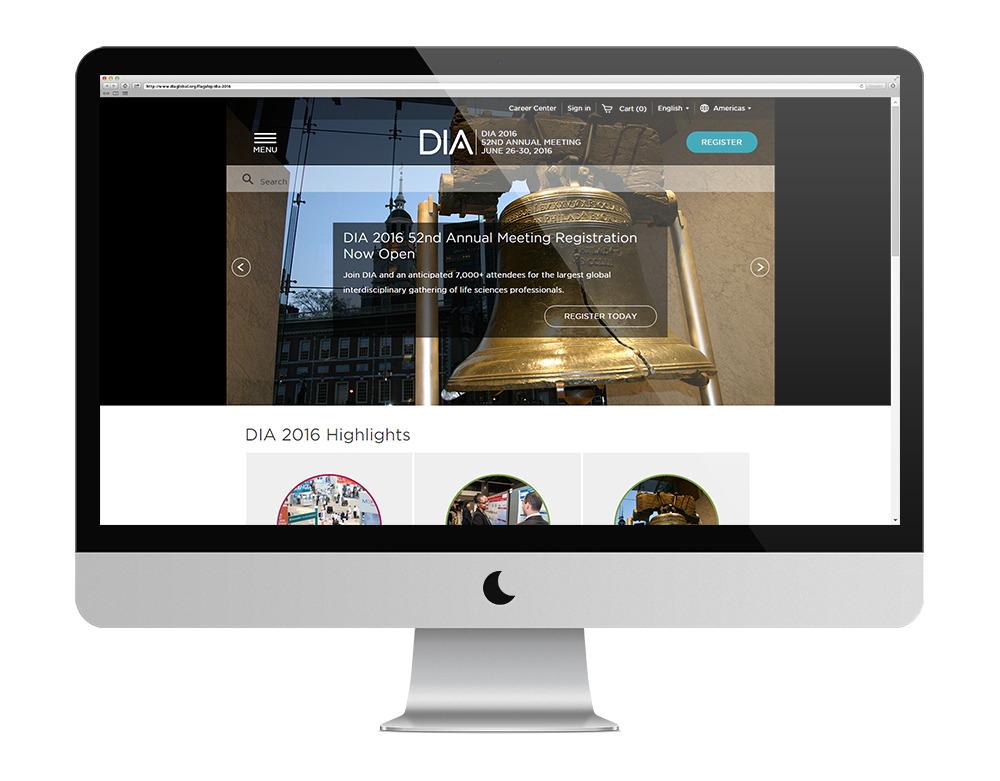 http://www.diaglobal.org/flagship/dia-2016
Career Center
Sign in
Cart (0)
English
Americas
MENU
DIA
DIA 2016
52ND ANNUAL MEETING
JUNE 26-30, 2016
REGISTER
Search
DIA 2016 52nd Annual Meeting Registration
Now Open
Join DIA and an anticipated 7,000+ attendees for the largest global
interdisciplinary gathering of life sciences professionals.
REGISTER TODAY
DIA 2016 Highlights